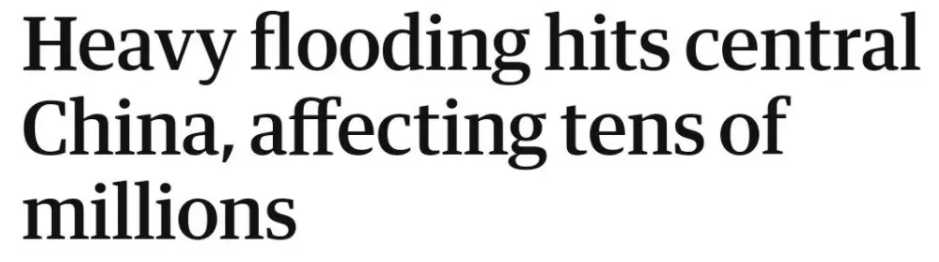 Heavy flooding hits central
China, affecting tens of
millions